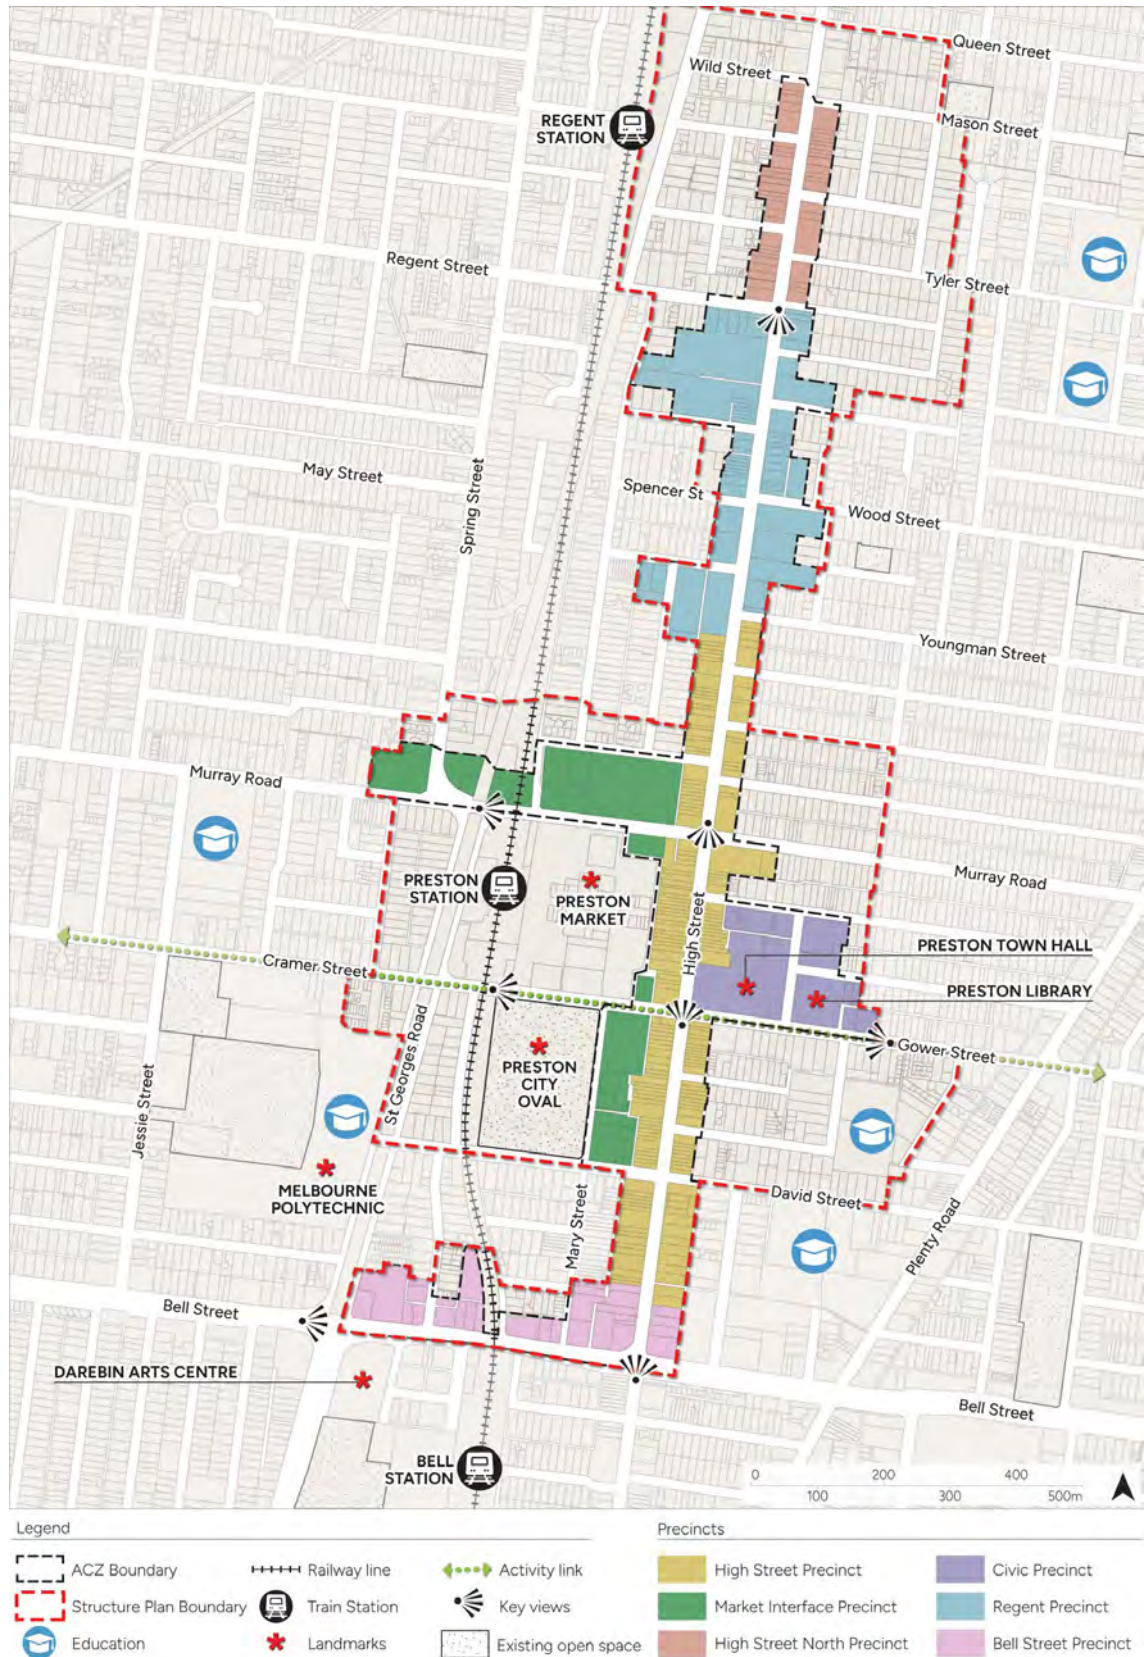 Queen Street
Wild Street
REGENT
STATION
Mason Street
Regent Street
Tyler Street
May Street
Spring Street
Spencer St
Wood Street
Youngman Street
Murray Road
Murray Road
PRESTON
STATION
PRESTON
MARKET
High Street
PRESTON TOWN HALL
Cramer Street
PRESTON LIBRARY
St Georges Road
Gower Street
PRESTON
CITY
OVAL
Jessie Street
MELBOURNE
POLYTECHNIC
Mary Street
David Street
Plenty Road
Bell Street
DAREBIN ARTS CENTRE
Bell Street
BELL
STATION
0 200 400
100 300 500m
Legend
ACZ Boundary
Railway line
Activity link
Structure Plan Boundary
Train Station
Key views
Education
Landmarks
Existing open space
Precincts
High Street Precinct
Civic Precinct
Market Interface Precinct
Regent Precinct
High Street North Precinct
Bell Street Precinct